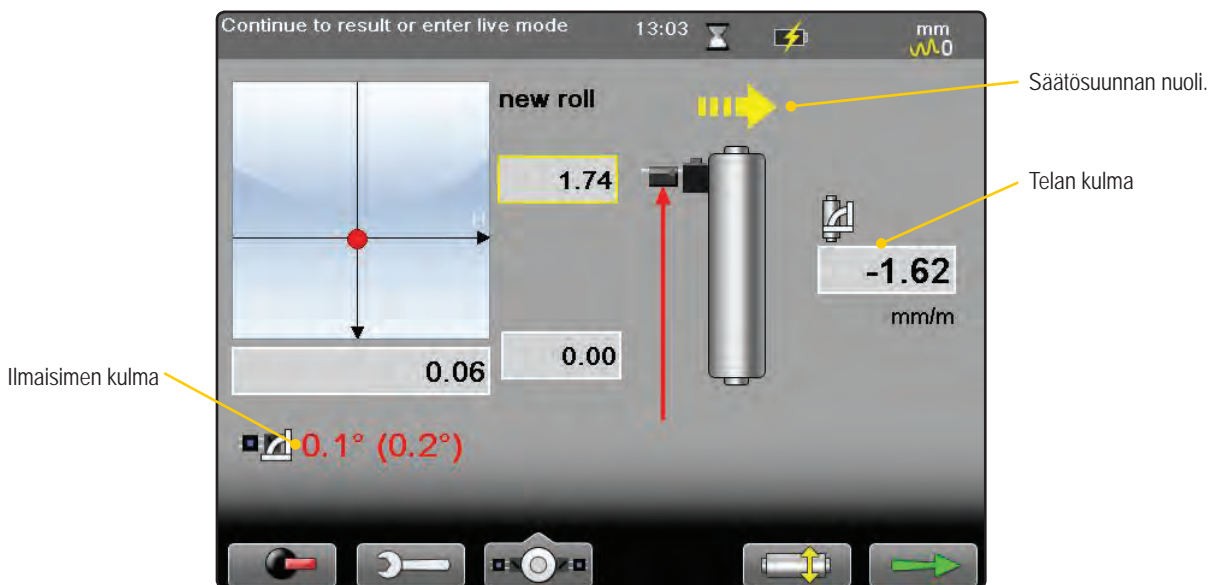 Continue to result or enter live mode 13:03 mm
0
Säätösuunnan nuoli.
new roll
1.74
Telan kulma
H
-1.62
mm/m
0.00
0.06
Ilmaisimen kulma
0.1° (0.2°)